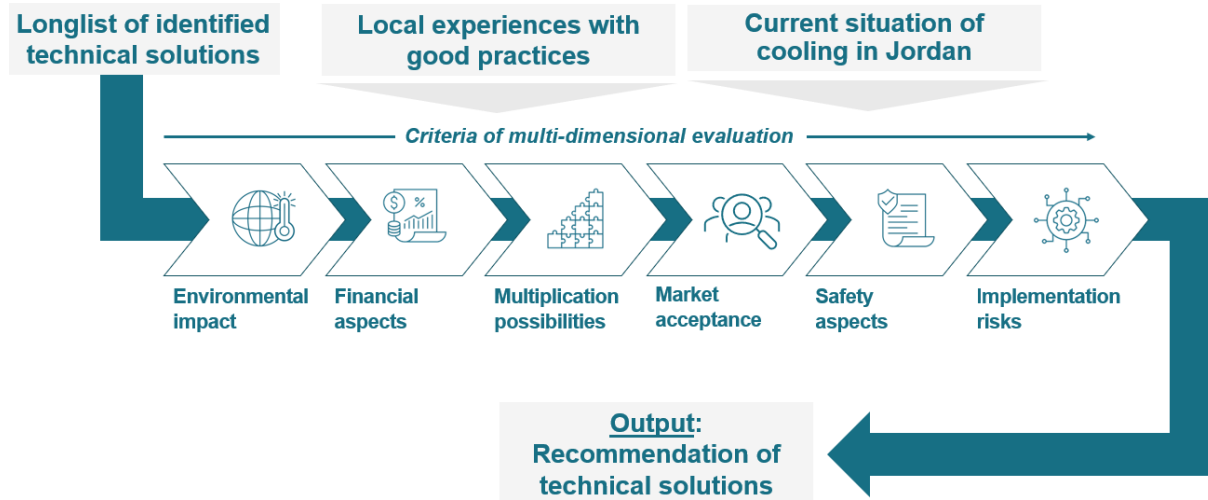 Longlist of identified
technical solutions
Local experiences with
good practices
Current situation of
cooling in Jordan
Criteria of multi-dimensional evaluation
$
%
Environmental
impact
Financial
aspects
Multiplication
possibilities
Market
acceptance
Safety
aspects
Implementation
risks
Output:
Recommendation of
technical solutions